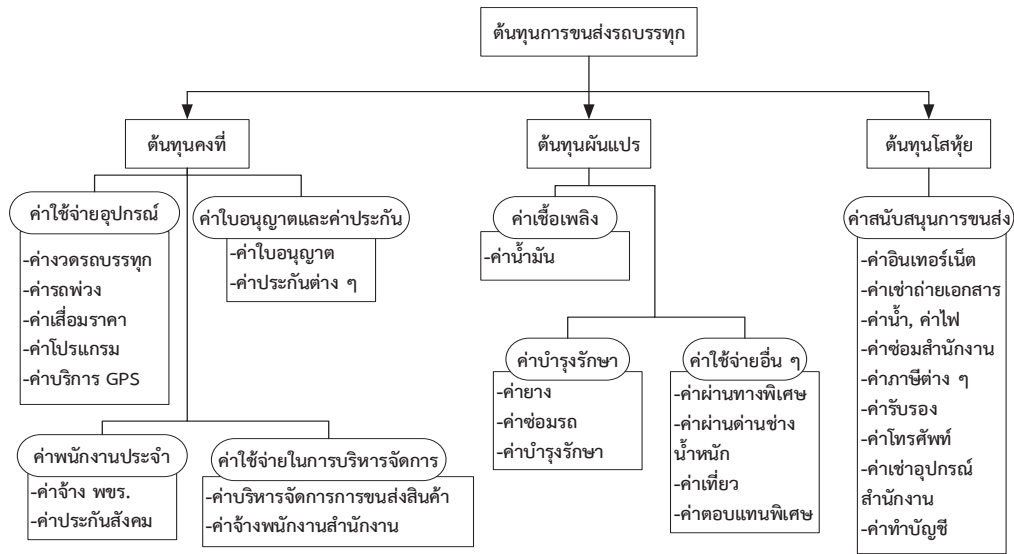 ต้นทุนการขนส่งรถบรรทุก
ต้นทุนคงที่
ค่าใช้จ่ายอุปกรณ์
-ค่างวดรถบรรทุก
-ค่ารถพ่วง
-ค่าเสื่อมราคา
-ค่าโปรแกรม
-ค่าบริการ GPS
ค่าใบอนุญาตและค่าประกัน
-ค่าใบอนุญาต
-ค่าประกันต่าง ๆ
ค่าพนักงานประจำ
-ค่าจ้าง พขร.
-ค่าประกันสังคม
ค่าใช้จ่ายในการบริหารจัดการ
-ค่าบริหารจัดการการขนส่งสินค้า
-ค่าจ้างพนักงานสำนักงาน
ต้นทุนผันแปร
ค่าเชื้อเพลิง
-ค่าน้ำมัน
ค่าบำรุงรักษา
-ค่ายาง
-ค่าซ่อมรถ
-ค่าบำรุงรักษา
ค่าใช้จ่ายอื่น ๆ
-ค่าผ่านทางพิเศษ
-ค่าผ่านด่านช่าง
น้ำหนัก
-ค่าเที่ยว
-ค่าตอบแทนพิเศษ
ต้นทุนโสหุ้ย
ค่าสนับสนุนการขนส่ง
-ค่าอินเทอร์เน็ต
-ค่าเช่าถ่ายเอกสาร
-ค่าน้ำ, ค่าไฟ
-ค่าซ่อมสำนักงาน
-ค่าภาษีต่าง ๆ
-ค่ารับรอง
-ค่าโทรศัพท์
-ค่าเช่าอุปกรณ์
สำนักงาน
-ค่าทำบัญชี